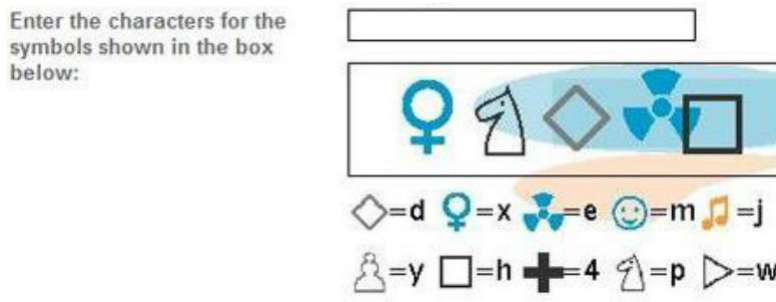 Enter the characters for the
symbols shown in the box
below:
=d =x =e =m =j
=y =h =4 =p =w